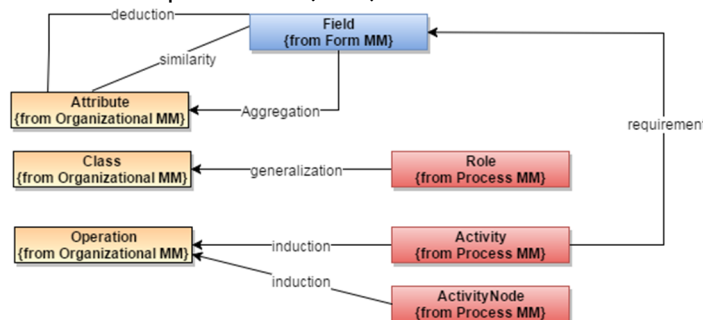 deduction
Field
{from Form MM}
similarity
Attribute
{from Organizational MM}
Aggregation
requirement
Class
{from Organizational MM}
generalization
Role
{from Process MM}
Operation
{from Organizational MM}
induction
Activity
{from Process MM}
induction
ActivityNode
{from Process MM}